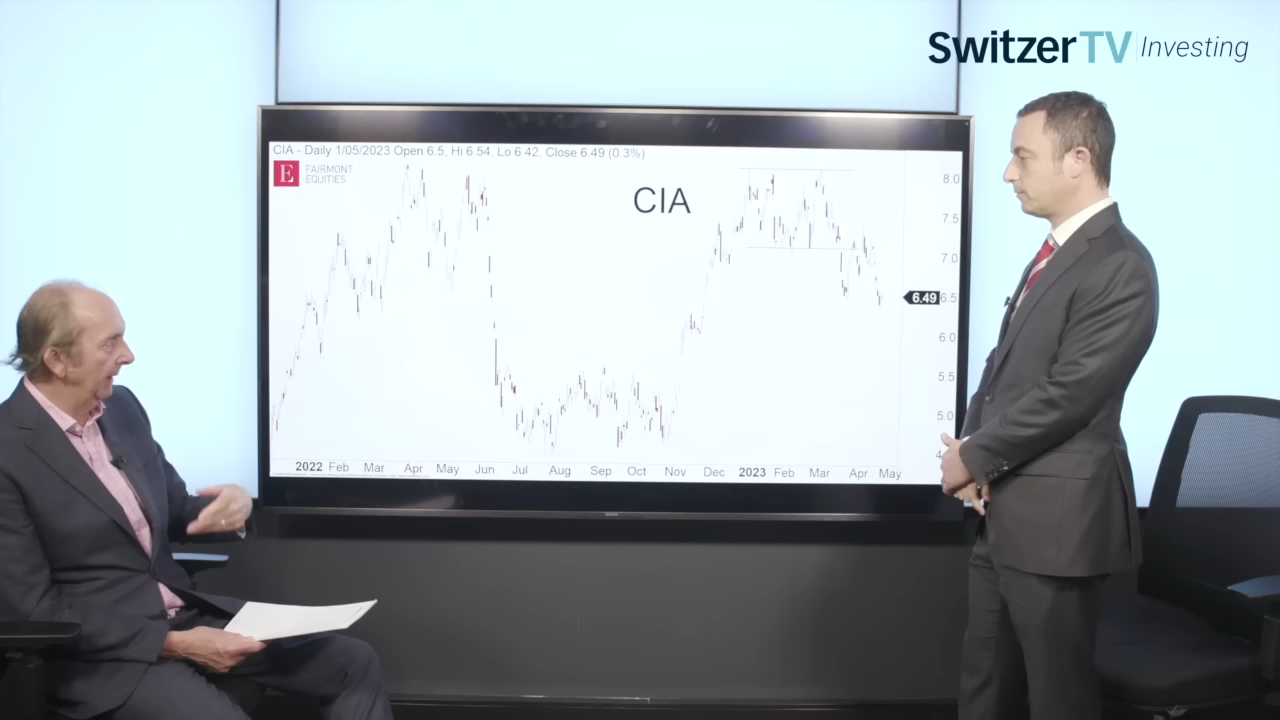 SwitzerTV Investing
CIA - Daily 1/05/2023 Open 6.5, Hi 6.54, Lo 6.42, Close 6.49 (0.3%)
E FAIRMONT
EQUITIES
CIA
8.0
7.5
7.0
6.49 6.5
6.0
5.5
5.0
2022 Feb Mar Apr May Jun Jul Aug Sep Oct Nov Dec 2023 Feb Mar Apr May